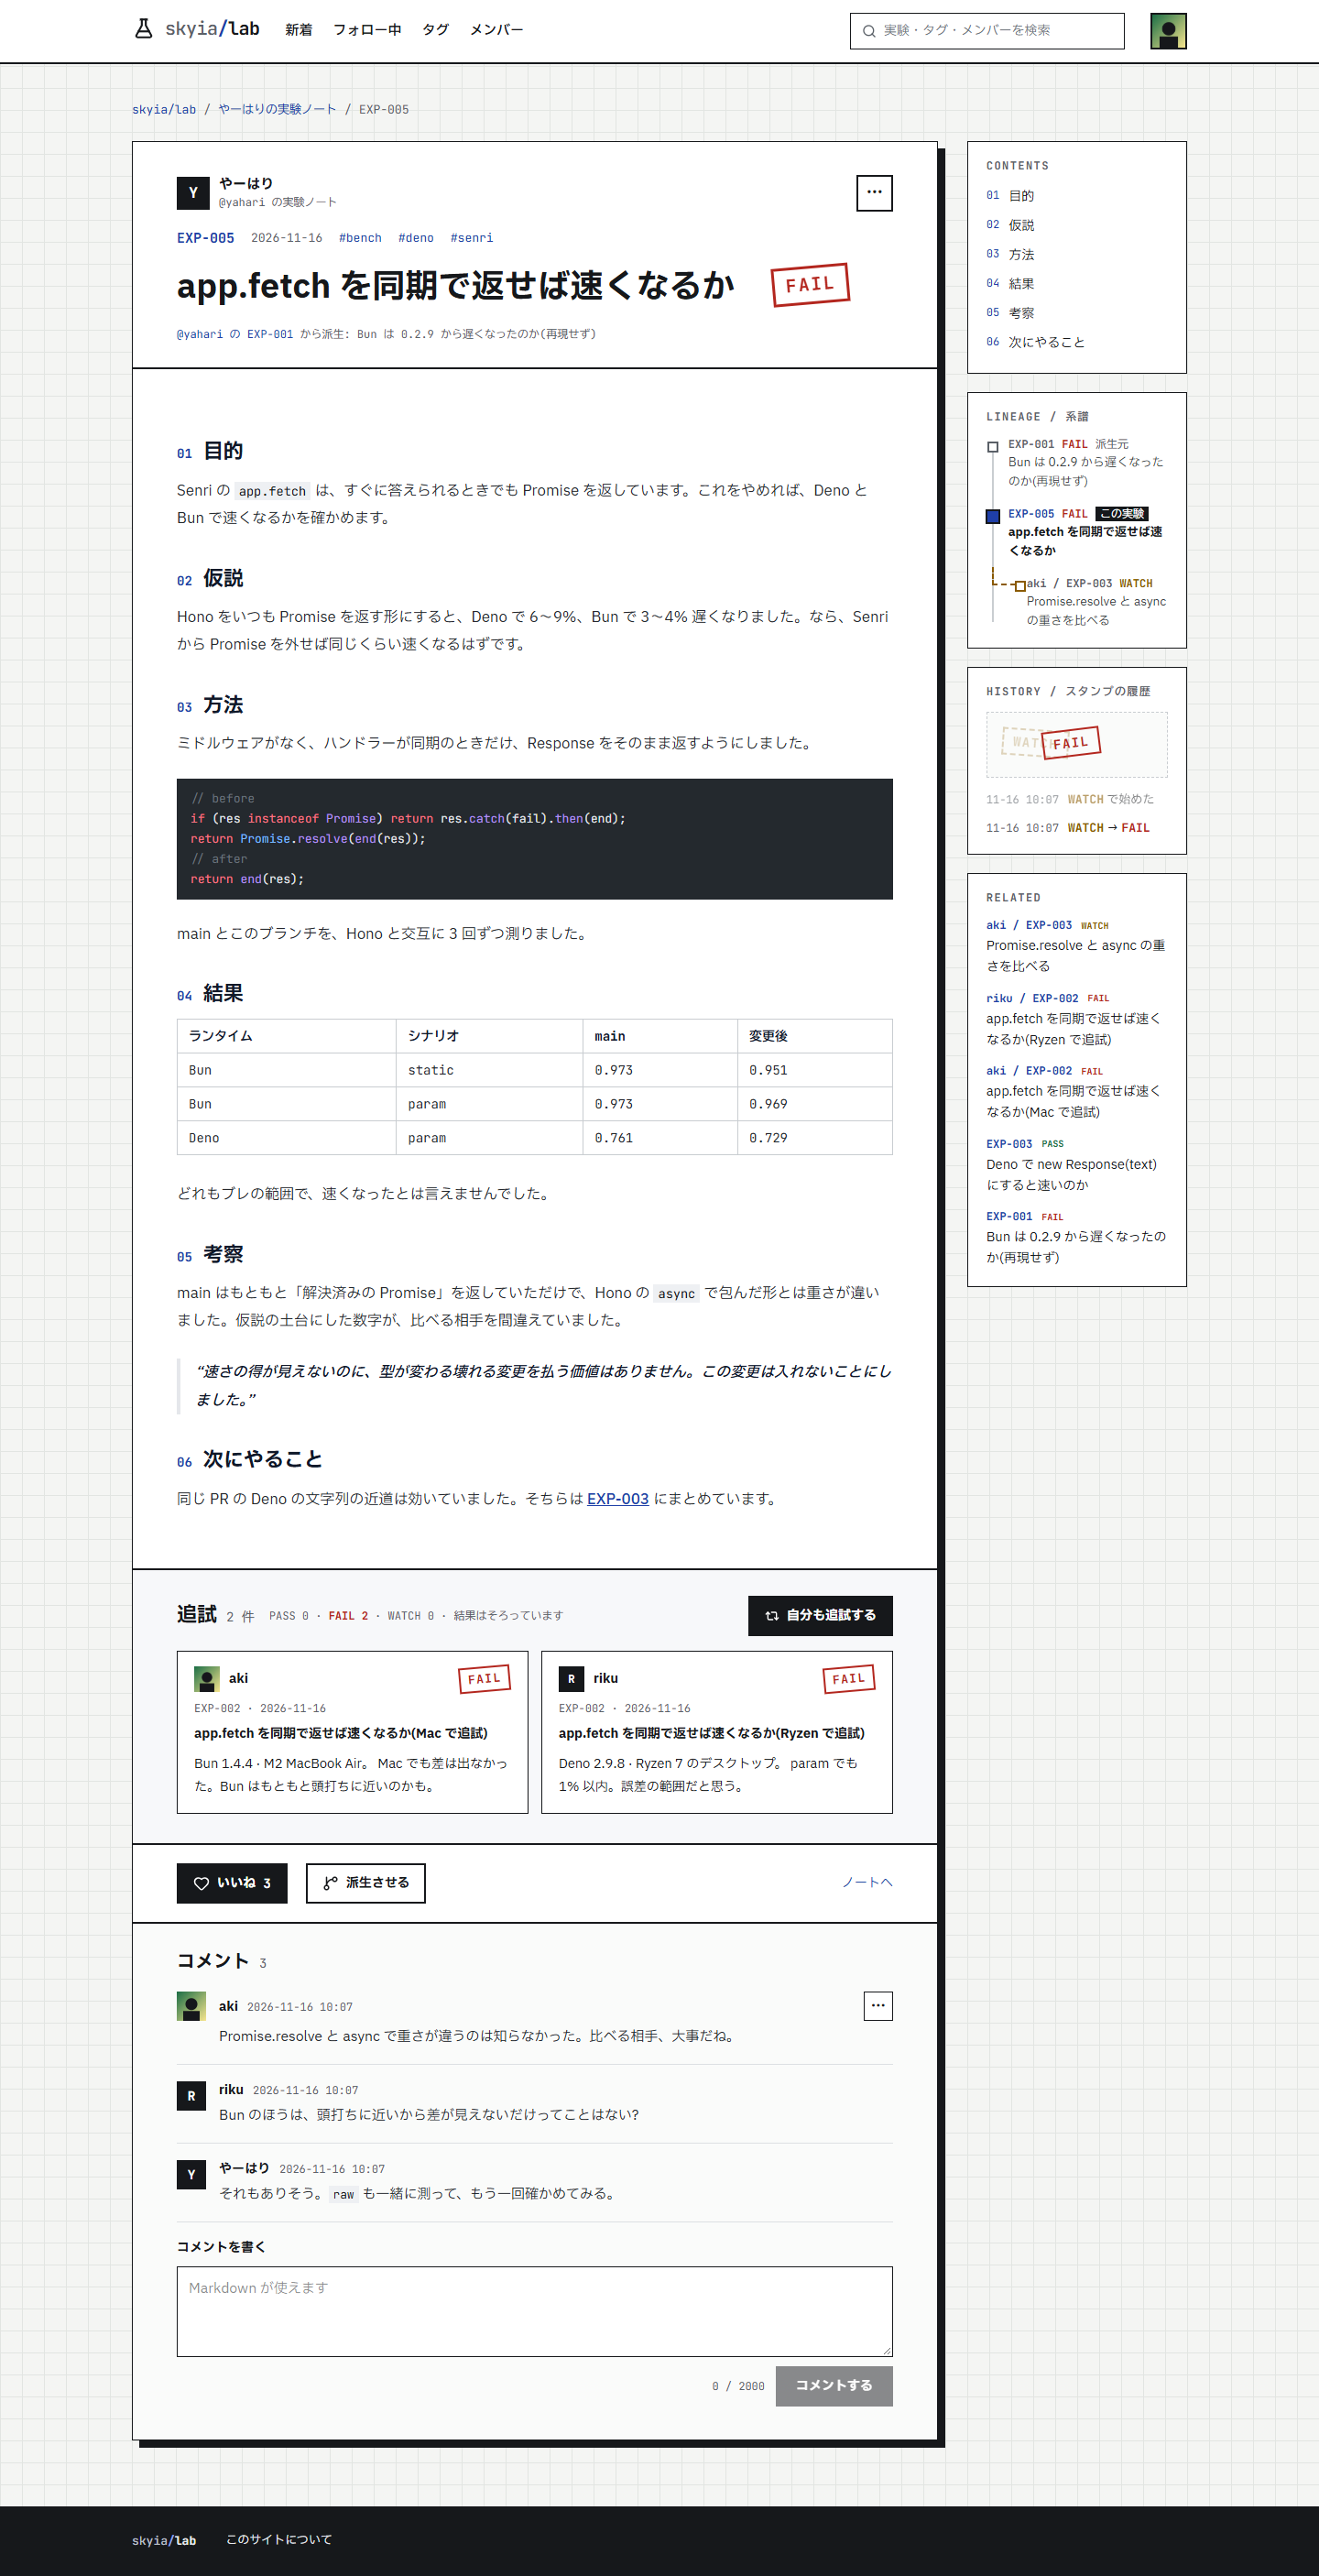 skyia/lab 新着 フォロー中 タグ メンバー 実験・タグ・メンバーを検索
skyia/lab / やーはりの実験ノート / EXP-005
Y やーはり
@yahari の実験ノート
EXP-005 2026-11-16 #bench #deno #senri
app.fetch を同期で返せば速くなるか FAIL
@yahari の EXP-001 から派生: Bun は 0.2.9 から遅くなったのか(再現せず)
01 目的
Senri の app.fetch は、すぐに答えられるときでも Promise を返しています。これをやめれば、Deno と
Bun で速くなるかを確かめます。
02 仮説
Hono をいつも Promise を返す形にすると、Deno で 6〜9%、Bun で 3〜4% 遅くなりました。なら、Senri
から Promise を外せば同じくらい速くなるはずです。
03 方法
ミドルウェアがなく、ハンドラーが同期のときだけ、Response をそのまま返すようにしました。
// before
if (res instanceof Promise) return res.catch(fail).then(end);
return Promise.resolve(end(res));
// after
return end(res);
main とこのブランチを、Hono と交互に 3 回ずつ測りました。
04 結果
ランタイム シナリオ main 変更後
Bun static 0.973 0.951
Bun param 0.973 0.969
Deno param 0.761 0.729
どれもブレの範囲で、速くなったとは言えませんでした。
05 考察
main はもともと「解決済みの Promise」を返していただけで、Hono の async で包んだ形とは重さが違い
ました。仮説の土台にした数字が、比べる相手を間違えていました。
“速さの得が見えないのに、型が変わる壊れる変更を払う価値はありません。この変更は入れないことにし
ました。”
06 次にやること
同じ PR の Deno の文字列の近道は効いていました。そちらは EXP-003 にまとめています。
追試 2 件 PASS 0 · FAIL 2 · WATCH 0 · 結果はそろっています 自分も追試する
aki FAIL
EXP-002 · 2026-11-16
app.fetch を同期で返せば速くなるか(Mac で追試)
Bun 1.4.4 · M2 MacBook Air。 Mac でも差は出なかっ
た。Bun はもともと頭打ちに近いのかも。
R riku FAIL
EXP-002 · 2026-11-16
app.fetch を同期で返せば速くなるか(Ryzen で追試)
Deno 2.9.8 · Ryzen 7 のデスクトップ。 param でも
1% 以内。誤差の範囲だと思う。
いいね 3 派生させる ノートへ
コメント 3
aki 2026-11-16 10:07
Promise.resolve と async で重さが違うのは知らなかった。比べる相手、大事だね。
R riku 2026-11-16 10:07
Bun のほうは、頭打ちに近いから差が見えないだけってことはない?
Y やーはり 2026-11-16 10:07
それもありそう。raw も一緒に測って、もう一回確かめてみる。
コメントを書く
Markdown が使えます
0 / 2000 コメントする
CONTENTS
01 目的
02 仮説
03 方法
04 結果
05 考察
06 次にやること
LINEAGE / 系譜
EXP-001 FAIL 派生元
Bun は 0.2.9 から遅くなった
のか(再現せず)
EXP-005 FAIL この実験
app.fetch を同期で返せば速
くなるか
aki / EXP-003 WATCH
Promise.resolve と async
の重さを比べる
HISTORY / スタンプの履歴
WATCH FAIL
11-16 10:07 WATCH で始めた
11-16 10:07 WATCH → FAIL
RELATED
aki / EXP-003 WATCH
Promise.resolve と async の重
さを比べる
riku / EXP-002 FAIL
app.fetch を同期で返せば速く
なるか(Ryzen で追試)
aki / EXP-002 FAIL
app.fetch を同期で返せば速く
なるか(Mac で追試)
EXP-003 PASS
Deno で new Response(text)
にすると速いのか
EXP-001 FAIL
Bun は 0.2.9 から遅くなったの
か(再現せず)
skyia/lab このサイトについて